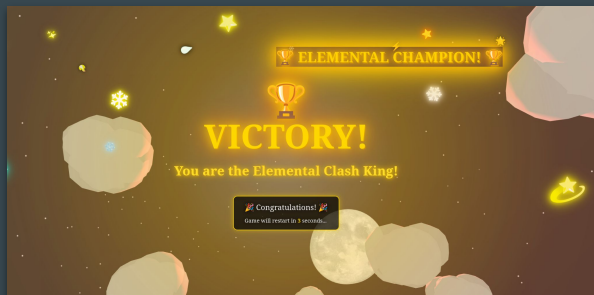 🏆 ELEMENTAL CHAMPION! 🏆
VICTORY!
You are the Elemental Clash King!
🎉 Congratulations! 🎉
Game will restart in 3 seconds...